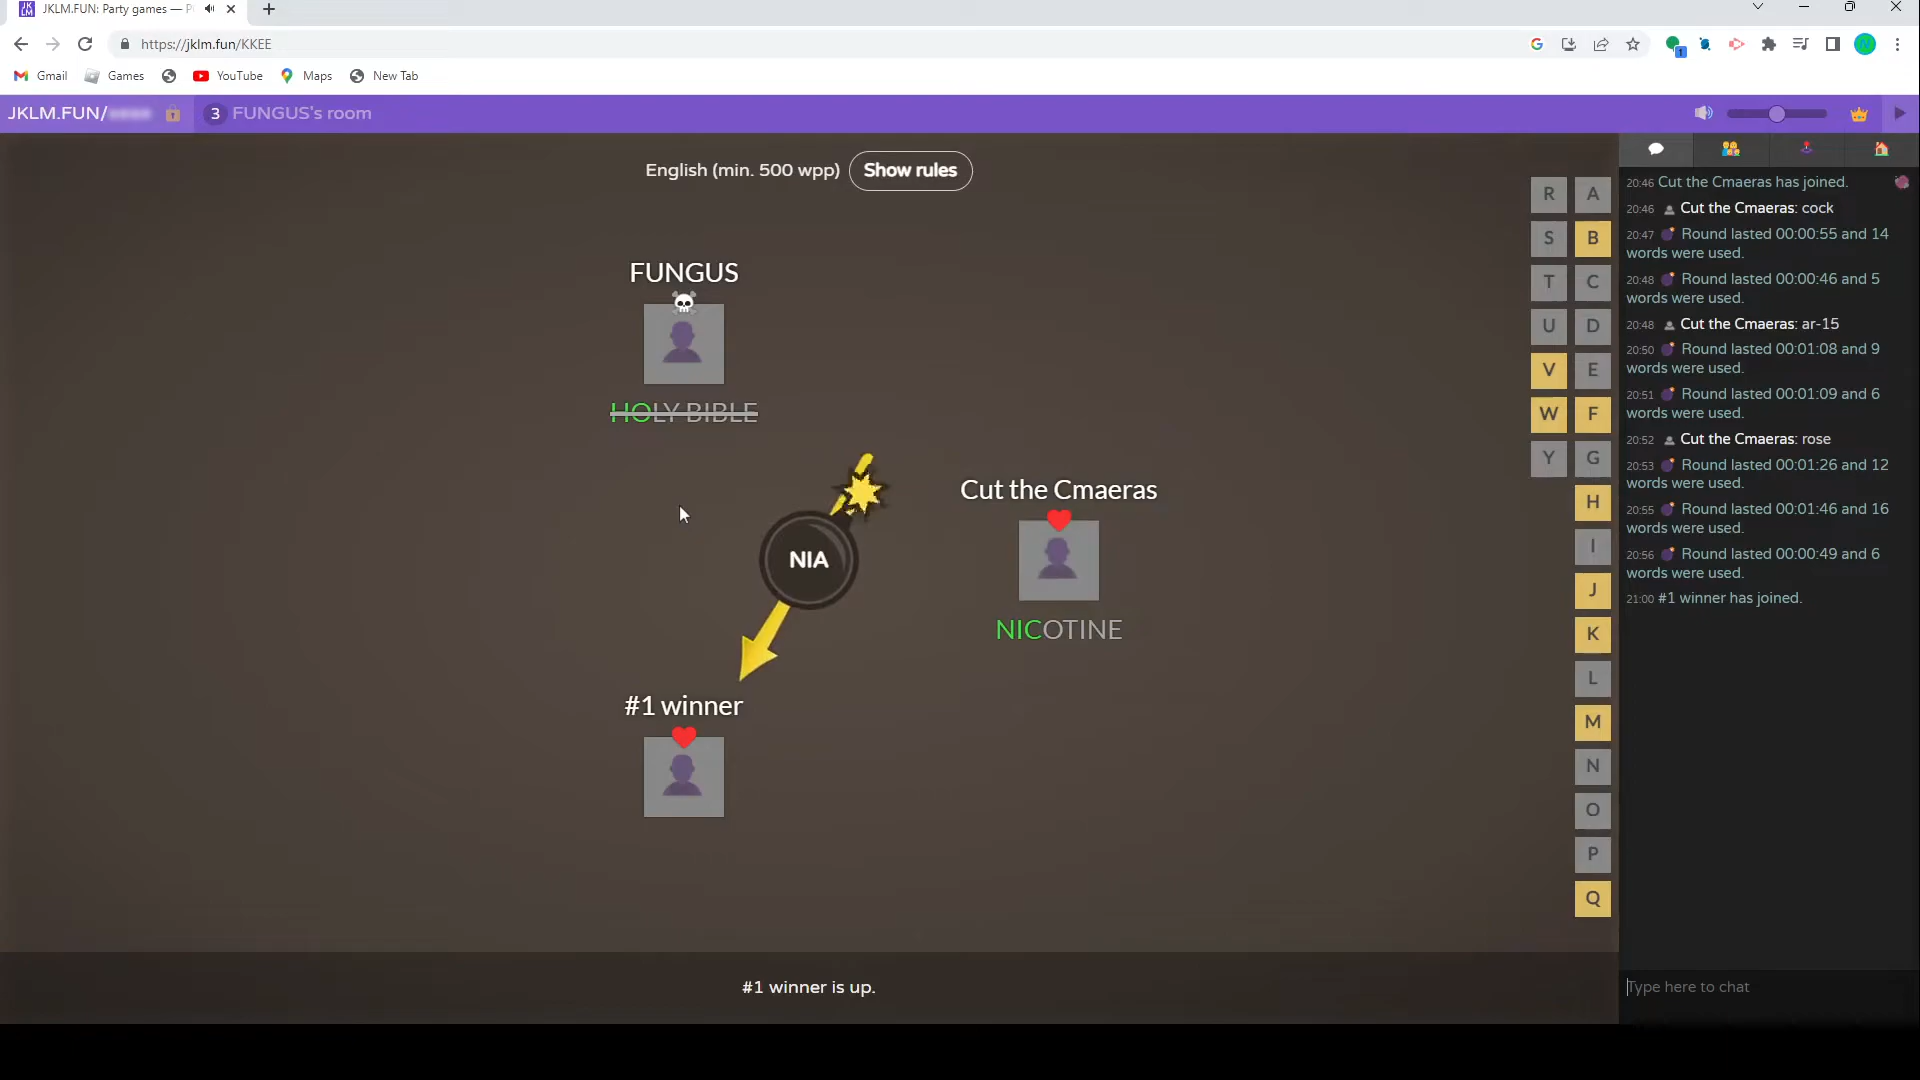 JKLM.FUN: Party games — P
https://jklm.fun/KKEE
Gmail Games YouTube Maps New Tab
JKLM.FUN/
3 FUNGUS's room
English (min. 500 wpp) Show rules
FUNGUS
HOLY BIBLE
Cut the Cmaeras
NICOTINE
NIA
#1 winner
#1 winner is up.
R A
S B
T C
U D
V E
W F
Y G
H
I
J
K
L
M
N
O
P
Q
20:46 Cut the Cmaeras has joined.
20:46 Cut the Cmaeras: cock
20:47 Round lasted 00:00:55 and 14
words were used.
20:48 Round lasted 00:00:46 and 5
words were used.
20:48 Cut the Cmaeras: ar-15
20:50 Round lasted 00:01:08 and 9
words were used.
20:51 Round lasted 00:01:09 and 6
words were used.
20:52 Cut the Cmaeras: rose
20:53 Round lasted 00:01:26 and 12
words were used.
20:55 Round lasted 00:01:46 and 16
words were used.
20:56 Round lasted 00:00:49 and 6
words were used.
21:00 #1 winner has joined.
Type here to chat